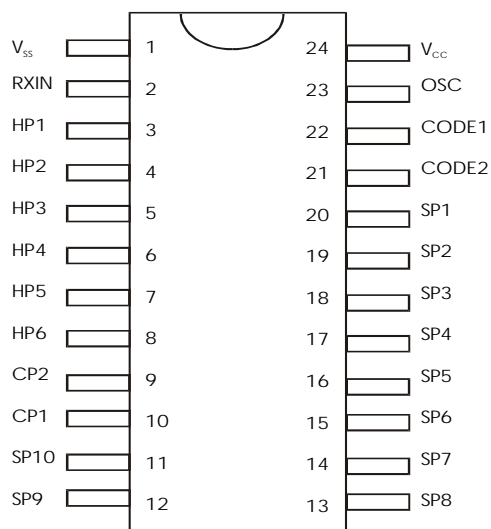 V_SS 1 24 V_CC
RXIN 2 23 OSC
HP1 3 22 CODE1
HP2 4 21 CODE2
HP3 5 20 SP1
HP4 6 19 SP2
HP5 7 18 SP3
HP6 8 17 SP4
CP2 9 16 SP5
CP1 10 15 SP6
SP10 11 14 SP7
SP9 12 13 SP8